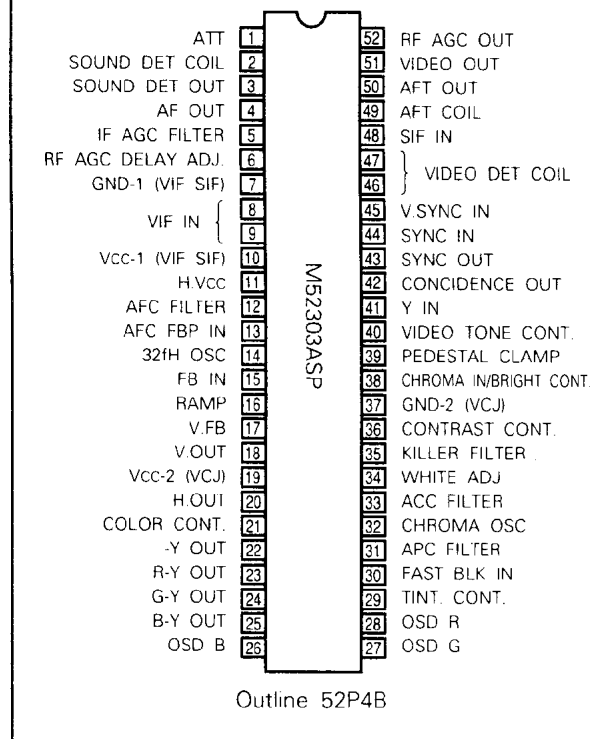 ATT 1
SOUND DET COIL 2
SOUND DET OUT 3
AF OUT 4
IF AGC FILTER 5
RF AGC DELAY ADJ. 6
GND-1 (VIF SIF) 7
VIF IN { 8
9
Vcc-1 (VIF SIF) 10
H.Vcc 11
AFC FILTER 12
AFC FBP IN 13
32fH OSC 14
FB IN 15
RAMP 16
V.FB 17
V.OUT 18
Vcc-2 (VCJ) 19
H.OUT 20
COLOR CONT. 21
-Y OUT 22
R-Y OUT 23
G-Y OUT 24
B-Y OUT 25
OSD B 26
M52303ASP
52 RF AGC OUT
51 VIDEO OUT
50 AFT OUT
49 AFT COIL
48 SIF IN
47
46 } VIDEO DET COIL
45 V.SYNC IN
44 SYNC IN
43 SYNC OUT
42 CONCIDENCE OUT
41 Y IN
40 VIDEO TONE CONT.
39 PEDESTAL CLAMP
38 CHROMA IN/BRIGHT CONT.
37 GND-2 (VCJ)
36 CONTRAST CONT.
35 KILLER FILTER
34 WHITE ADJ
33 ACC FILTER
32 CHROMA OSC
31 APC FILTER
30 FAST BLK IN
29 TINT. CONT.
28 OSD R
27 OSD G
Outline 52P4B